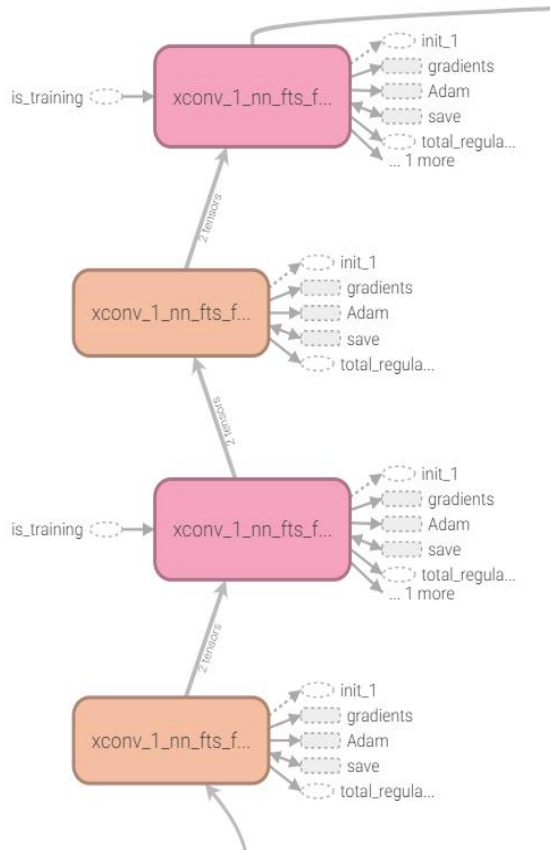 init_1
gradients
Adam
save
total_regula...
... 1 more
is_training
xconv_1_nn_fts_f...
2 tensors
init_1
gradients
Adam
save
total_regula...
xconv_1_nn_fts_f...
2 tensors
init_1
gradients
Adam
save
total_regula...
... 1 more
is_training
xconv_1_nn_fts_f...
2 tensors
init_1
gradients
Adam
save
total_regula...
xconv_1_nn_fts_f...